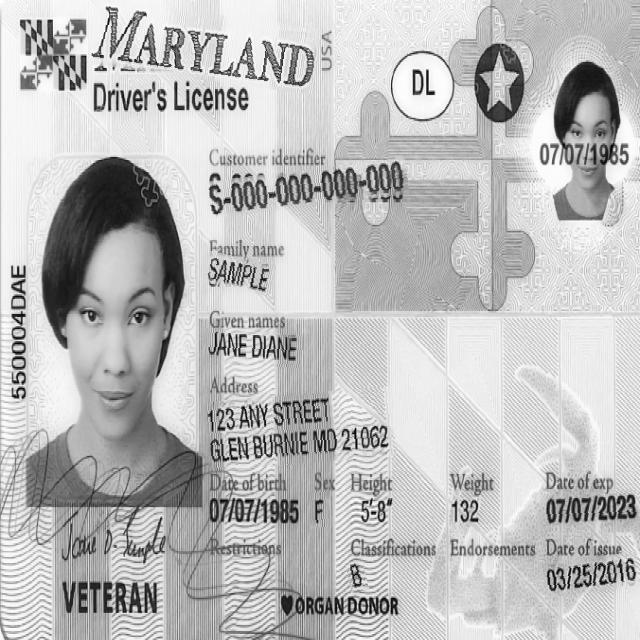 MARYLAND
USA
Driver's License
DL
07/07/1985
Customer identifier
S-000-000-000-000
Family name
SAMPLE
Given names
JANE DIANE
Address
123 ANY STREET
GLEN BURNIE MD 21062
550004DAE
Date of birth Sex Height Weight Date of exp
07/07/1985 F 5-8" 132 07/07/2023
Restrictions Classifications Endorsements Date of issue
B 03/25/2016
Jane D. Sample
VETERAN
ORGAN DONOR